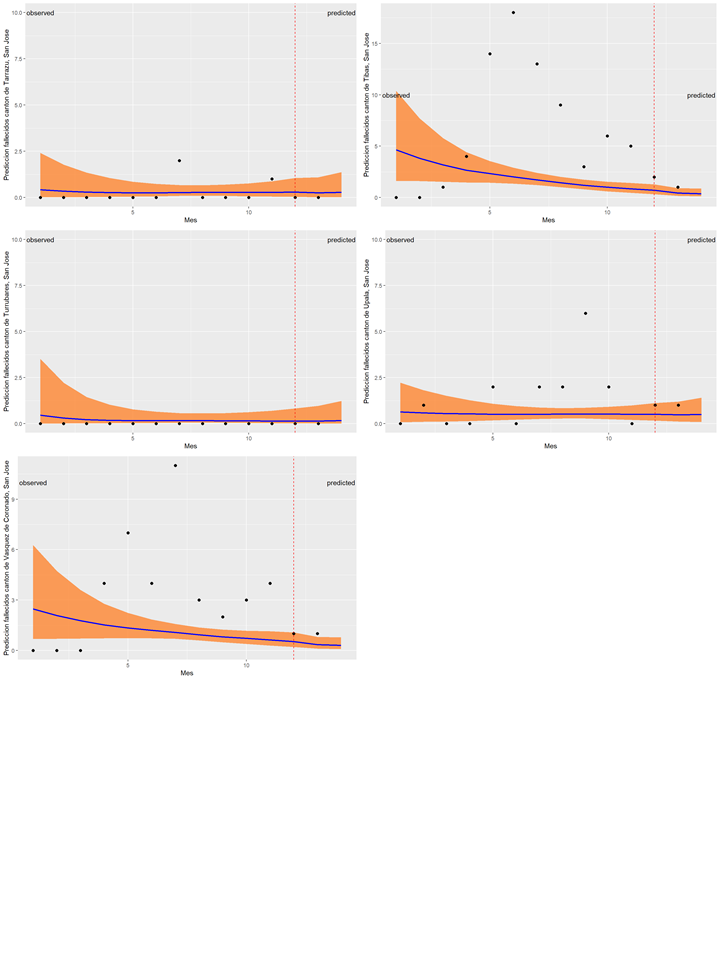 Prediccion fallecidos canton de Tarrazu, San Jose
10.0
7.5
5.0
2.5
0.0
observed
predicted
5
10
Mes
Prediccion fallecidos canton de Tibas, San Jose
15
10
5
0
observed
predicted
5
10
Mes
Prediccion fallecidos canton de Turrubares, San Jose
10.0
7.5
5.0
2.5
0.0
observed
predicted
5
10
Mes
Prediccion fallecidos canton de Upala, San Jose
10.0
7.5
5.0
2.5
0.0
observed
predicted
5
10
Mes
Prediccion fallecidos canton de Vasquez de Coronado, San Jose
9
6
3
0
observed
predicted
5
10
Mes